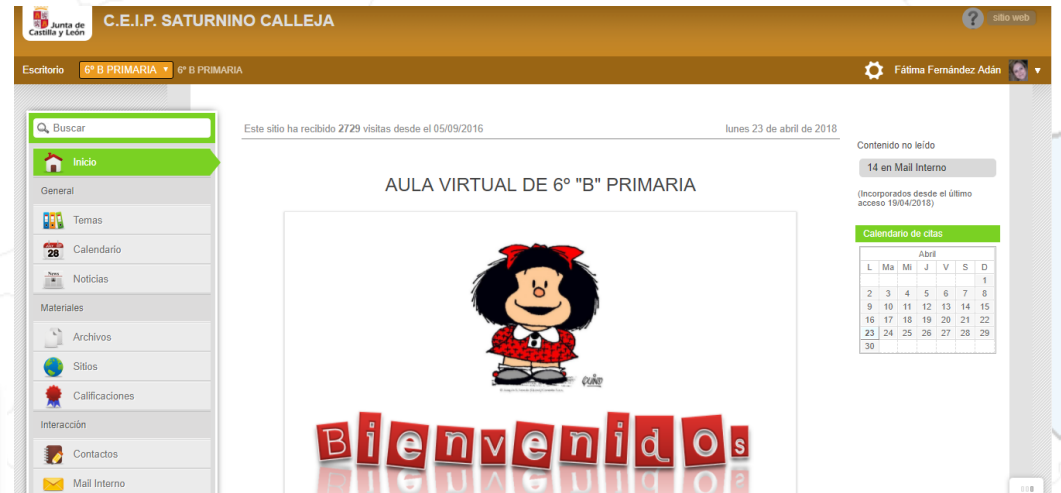 Junta de
Castilla y León
C.E.I.P. SATURNINO CALLEJA
? sitio web
Escritorio 6º B PRIMARIA 6º B PRIMARIA
Fátima Fernández Adán
Buscar
Inicio
General
Temas
28 Calendario
Noticias
Materiales
Archivos
Sitios
Calificaciones
Interacción
Contactos
Mail Interno
Este sitio ha recibido 2729 visitas desde el 05/09/2016
lunes 23 de abril de 2018
AULA VIRTUAL DE 6º "B" PRIMARIA
QUINO
Bienvenidos
Contenido no leído
14 en Mail Interno
(Incorporados desde el último
acceso 19/04/2018)
Calendario de citas
Abril
L Ma Mi J V S D
1
2 3 4 5 6 7 8
9 10 11 12 13 14 15
16 17 18 19 20 21 22
23 24 25 26 27 28 29
30